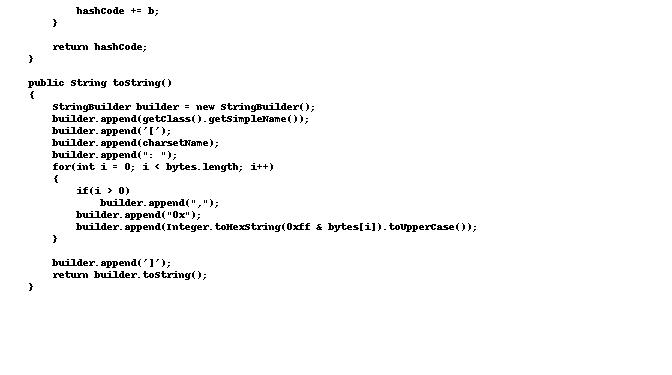 hashCode += b;
        }

        return hashCode;
    }

    public String toString()
    {
        StringBuilder builder = new StringBuilder();
        builder.append(getClass().getSimpleName());
        builder.append('[');
        builder.append(charsetName);
        builder.append(": ");
        for(int i = 0; i < bytes.length; i++)
        {
            if(i > 0)
                builder.append(",");
            builder.append("0x");
            builder.append(Integer.toHexString(0xff & bytes[i]).toUpperCase());
        }

        builder.append(']');
        return builder.toString();
    }